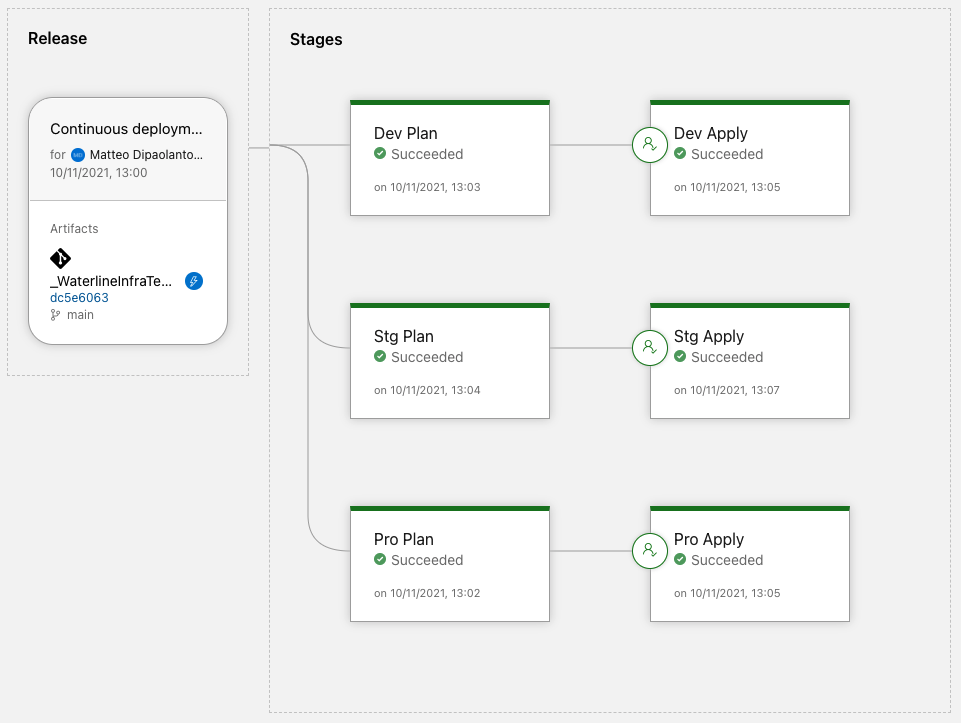 Release
Continuous deploym...
for Matteo Dipaolanto...
10/11/2021, 13:00
Artifacts
_WaterlineInfraTe...
dc5e6063
main
Stages
Dev Plan
Succeeded
on 10/11/2021, 13:03
Dev Apply
Succeeded
on 10/11/2021, 13:05
Stg Plan
Succeeded
on 10/11/2021, 13:04
Stg Apply
Succeeded
on 10/11/2021, 13:07
Pro Plan
Succeeded
on 10/11/2021, 13:02
Pro Apply
Succeeded
on 10/11/2021, 13:05